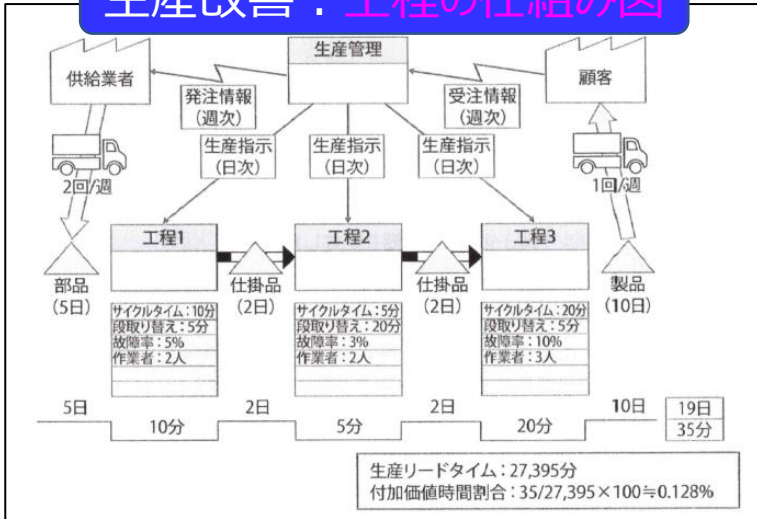 生産改善：工程の仕組み図
生産管理
供給業者
顧客
発注情報
（週次）
受注情報
（週次）
生産指示
（日次）
生産指示
（日次）
生産指示
（日次）
2回/週
1回/週
工程1
工程2
工程3
部品
（5日）
仕掛品
（2日）
仕掛品
（2日）
製品
（10日）
サイクルタイム：10分
段取り替え：5分
故障率：5%
作業者：2人
サイクルタイム：5分
段取り替え：20分
故障率：3%
作業者：2人
サイクルタイム：20分
段取り替え：5分
故障率：10%
作業者：3人
5日
10分
2日
5分
2日
20分
10日
19日
35分
生産リードタイム：27,395分
付加価値時間割合：35/27,395×100≒0.128%